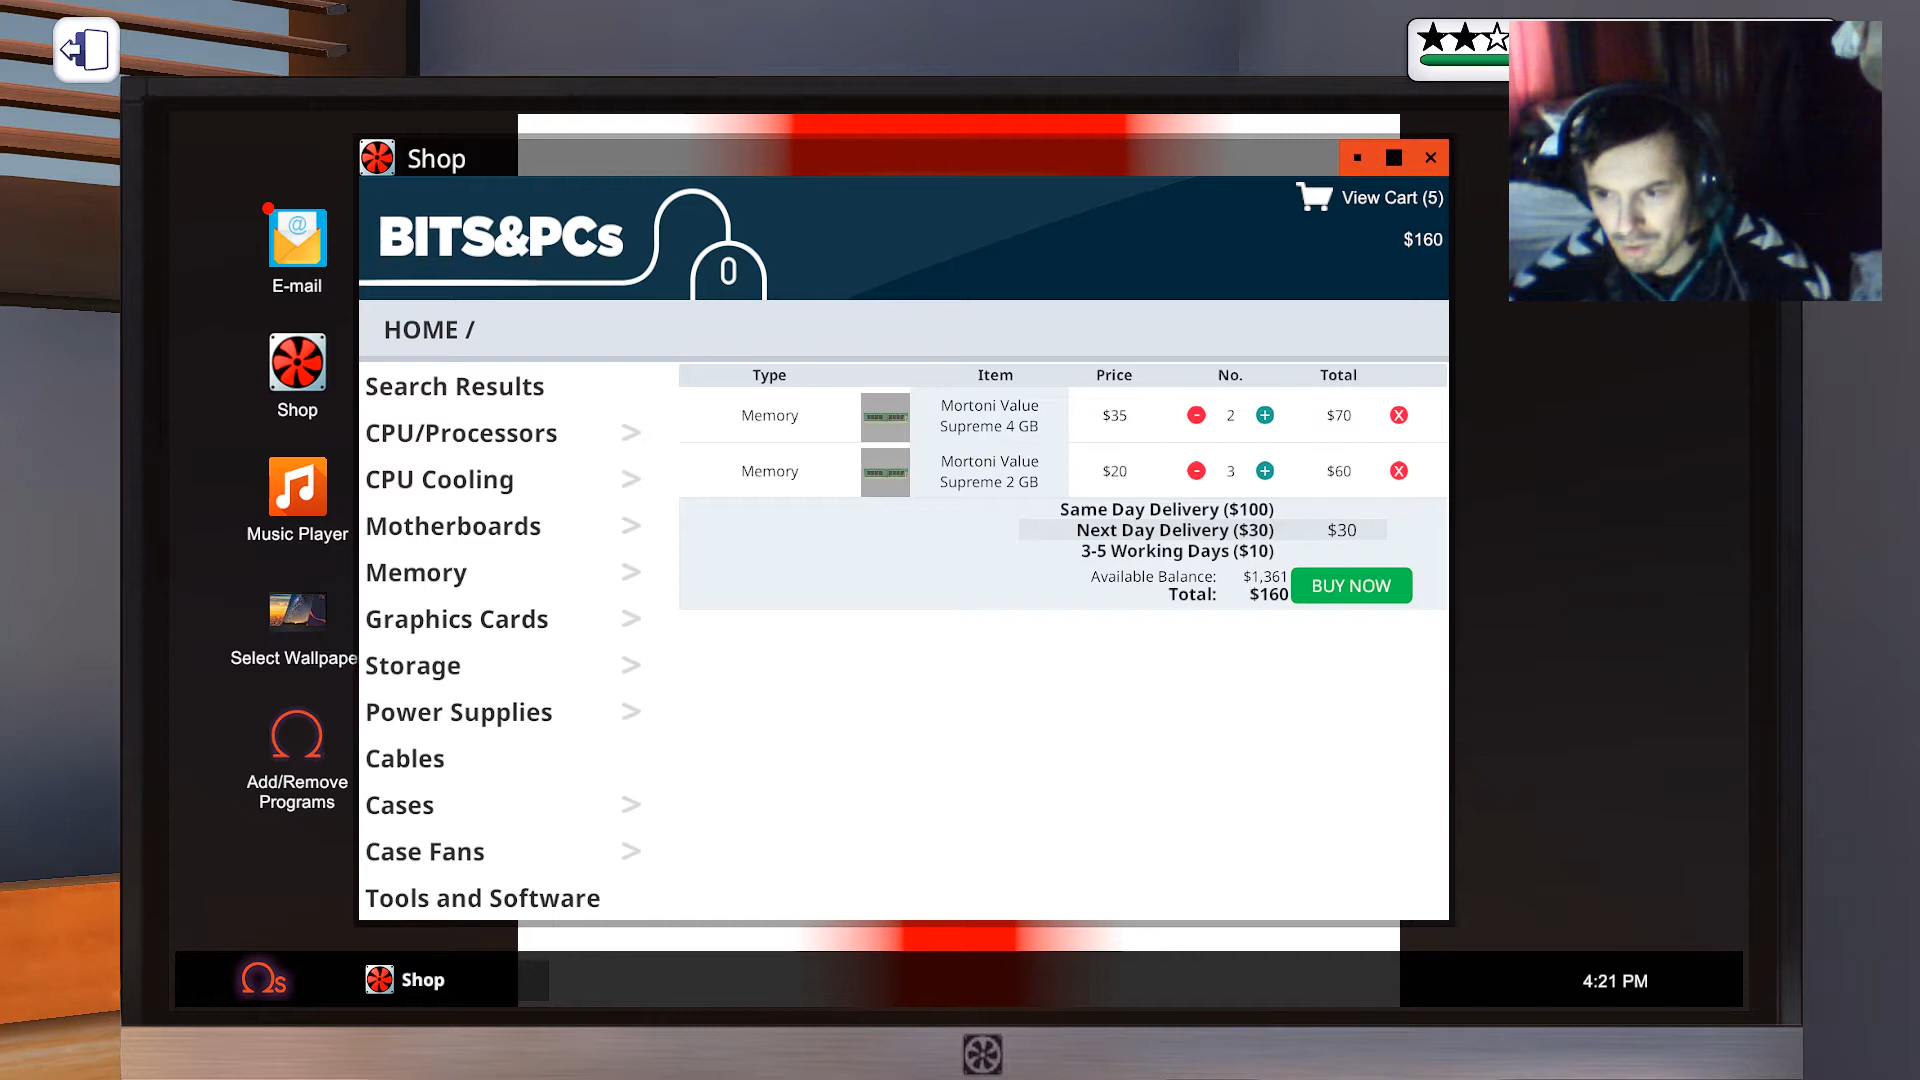 Shop
View Cart (5)
BITS&PCs
$160
HOME /
E-mail
Shop
Music Player
Select Wallpape
Add/Remove
Programs
Search Results
CPU/Processors >
CPU Cooling >
Motherboards >
Memory >
Graphics Cards >
Storage >
Power Supplies >
Cables
Cases >
Case Fans >
Tools and Software
Type Item Price No. Total
Memory Mortoni Value Supreme 4 GB $35 - 2 + $70 X
Memory Mortoni Value Supreme 2 GB $20 - 3 + $60 X
Same Day Delivery ($100)
Next Day Delivery ($30) $30
3-5 Working Days ($10)
Available Balance: $1,361
Total: $160
BUY NOW
Ωs
Shop
4:21 PM